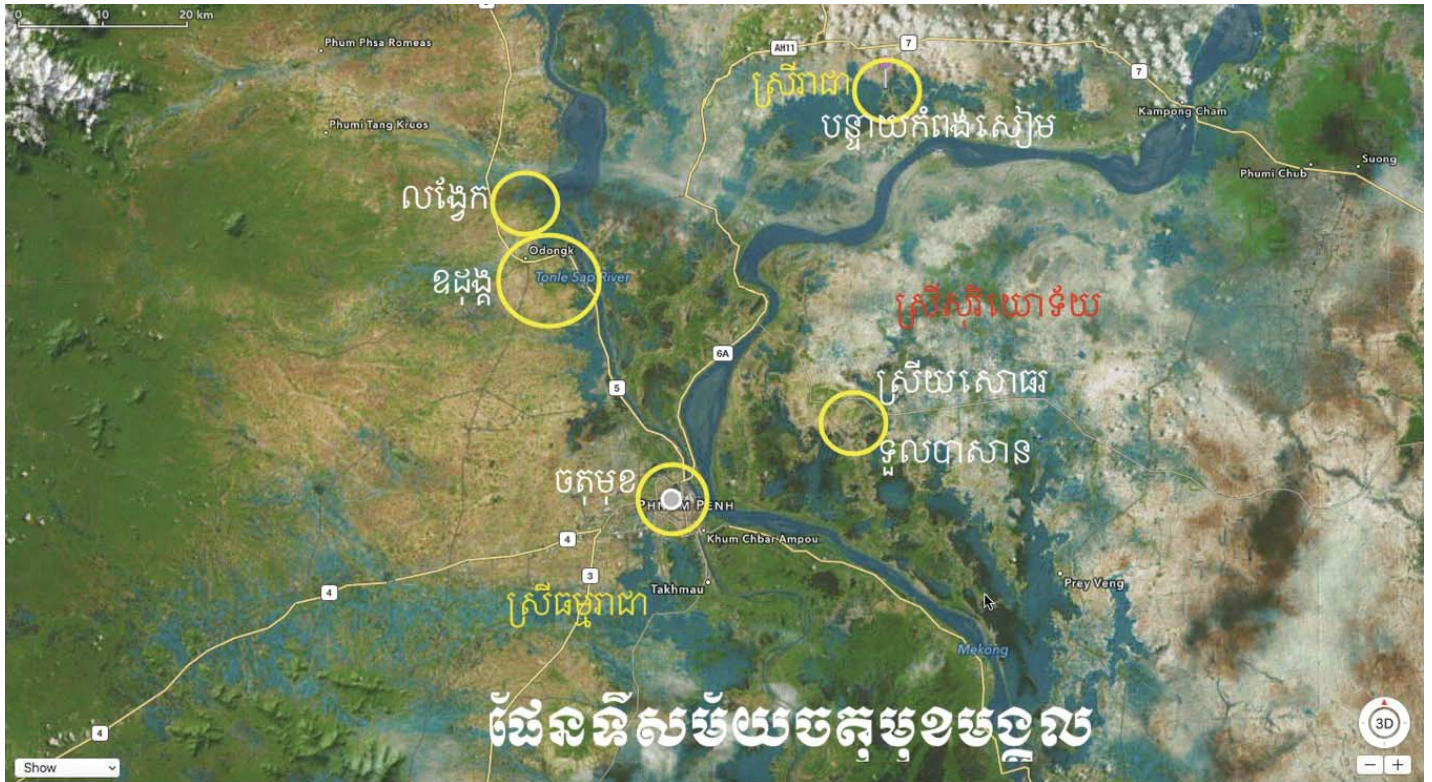 0 10 20 km
Phum Phsa Romeas
AH11
7
ស្រីរាជា
7
Kampong Cham
បន្ទាយកំពង់សៀម
Phumi Tang Kruos
Suong
Phumi Chub
លង្វែក
Odongk
ឧដុង្គ
Tonle Sap River
ស្រីសុរិយោទ័យ
6A
5
ស្រីយសោធរ
ទួលបាសាន
ចតុមុខ
PHNOM PENH
4
Khum Chbar Ampou
3
Takhmau
Prey Veng
4
ស្រីធម្មរាជា
Mekong
ផែនទីសម័យចតុមុខមង្គល
4
3D
Show
− +